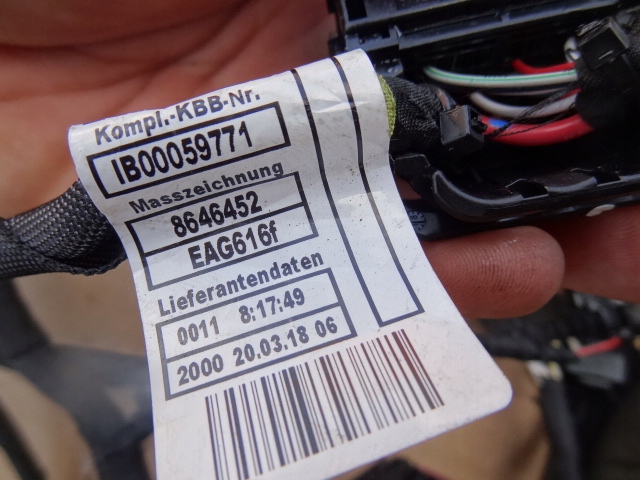 Kompl.-KBB-Nr.
IB00059771
Masszeichnung
8646452
EAG616f
Lieferantendaten
0011 8:17:49
2000 20.03.18 06